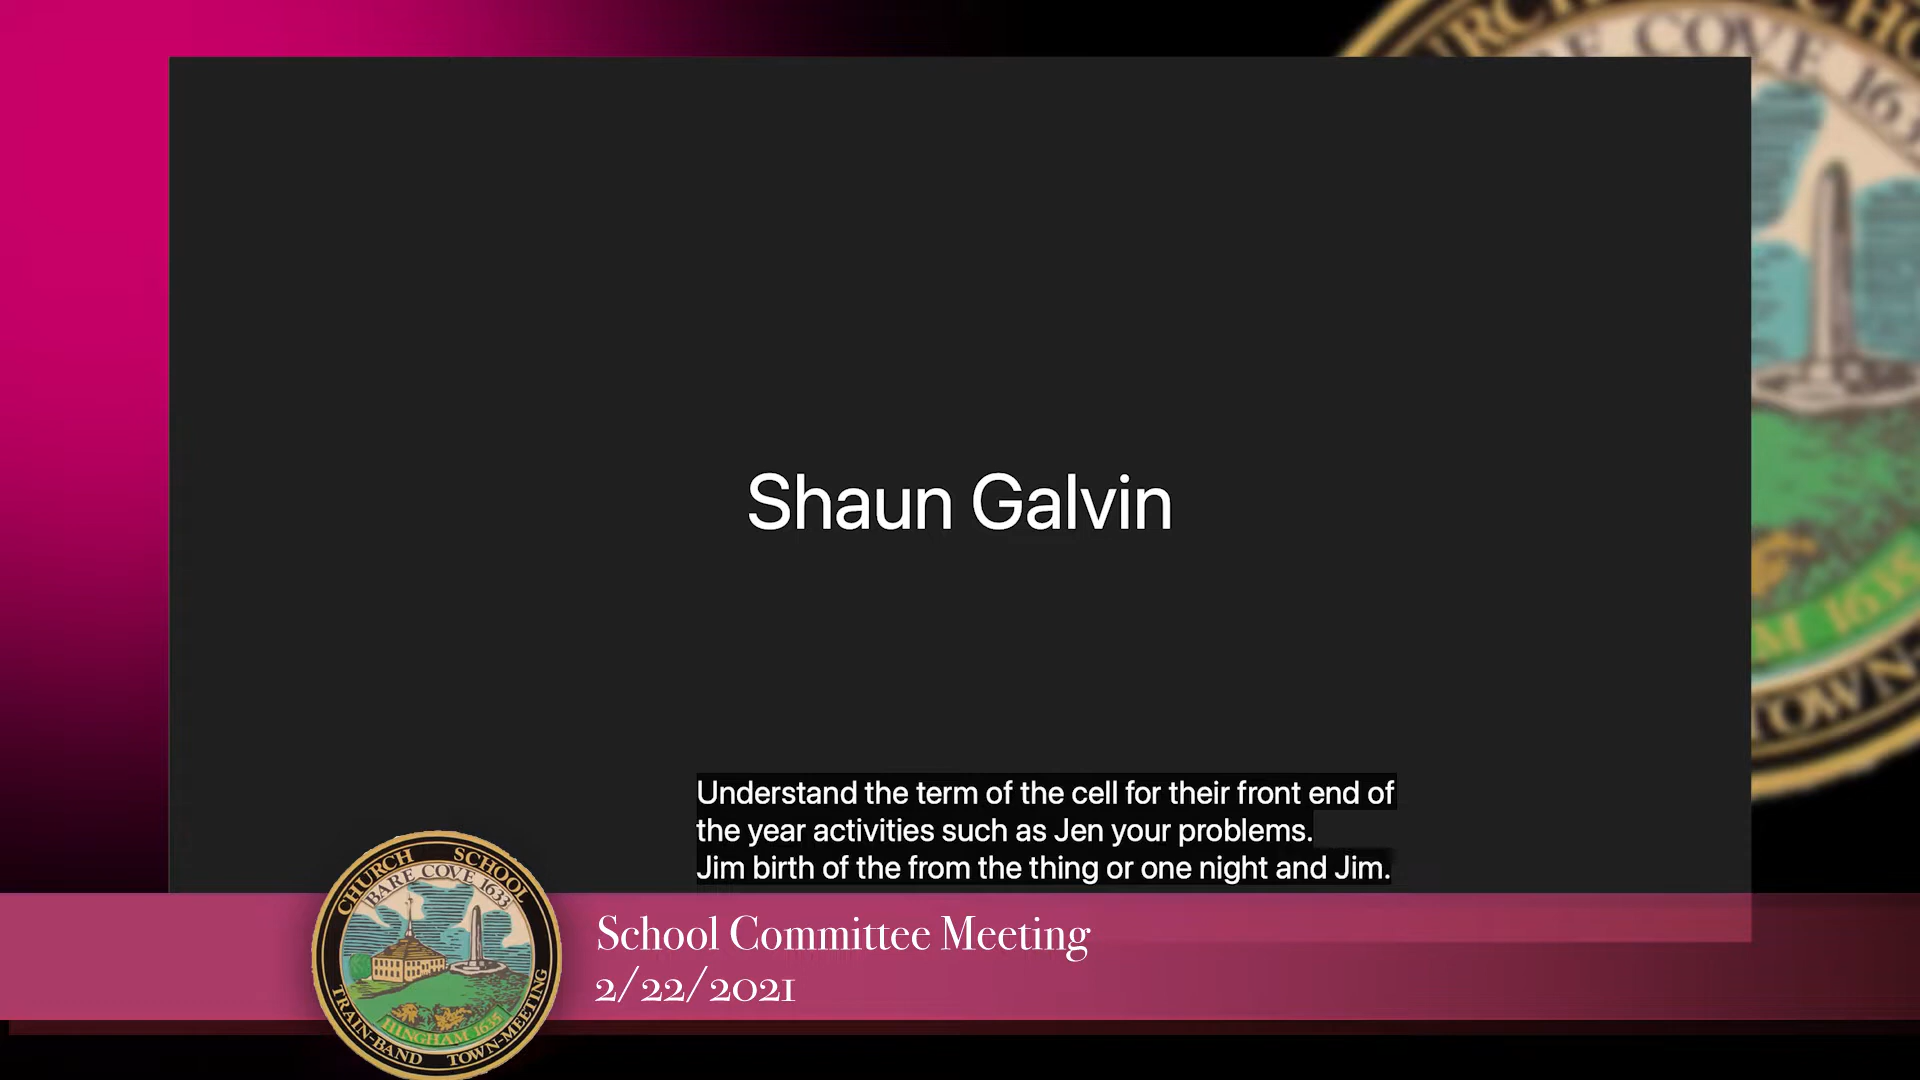 Shaun Galvin
Understand the term of the cell for their front end of
the year activities such as Jen your problems.
Jim birth of the from the thing or one night and Jim.
School Committee Meeting
2/22/2021
CHURCH SCHOOL
BARE COVE 1633
HINGHAM 1635
TRAIN-BAND TOWN-MEETING
COVE
TOWN-